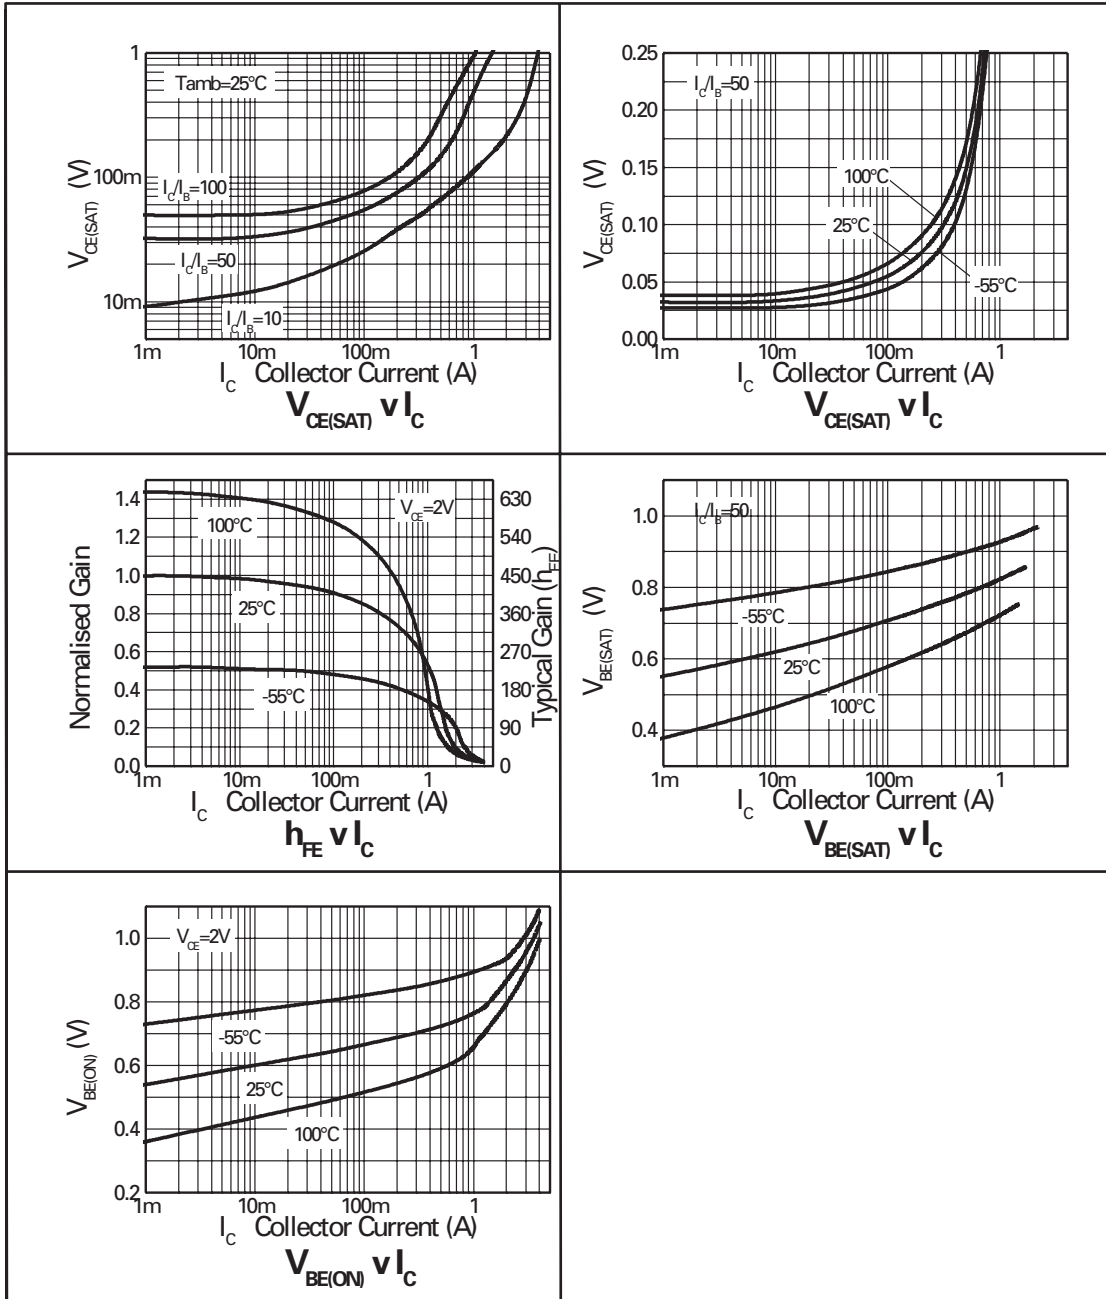 1
100m
10m
V_CE(SAT) (V)
Tamb=25°C
I_C/I_B=100
I_C/I_B=50
I_C/I_B=10
1m 10m 100m 1
I_C Collector Current (A)
V_CE(SAT) v I_C
0.25
0.20
0.15
0.10
0.05
0.00
V_CE(SAT) (V)
I_C/I_B=50
100°C
25°C
-55°C
1m 10m 100m 1
I_C Collector Current (A)
V_CE(SAT) v I_C
1.4
1.2
1.0
0.8
0.6
0.4
0.2
0.0
Normalised Gain
V_CE=2V
100°C
25°C
-55°C
630
540
450
360
270
180
90
0
Typical Gain (h_FE)
1m 10m 100m 1
I_C Collector Current (A)
h_FE v I_C
1.0
0.8
0.6
0.4
V_BE(SAT) (V)
I_C/I_B=50
-55°C
25°C
100°C
1m 10m 100m 1
I_C Collector Current (A)
V_BE(SAT) v I_C
1.0
0.8
0.6
0.4
0.2
V_BE(ON) (V)
V_CE=2V
-55°C
25°C
100°C
1m 10m 100m 1
I_C Collector Current (A)
V_BE(ON) v I_C